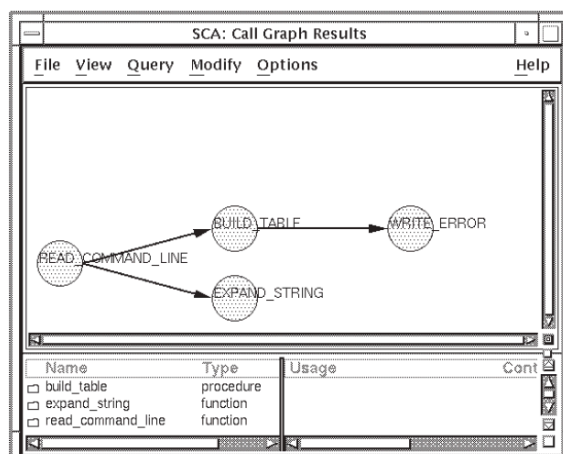 SCA: Call Graph Results
File View Query Modify Options Help
BUILD_TABLE WRITE_ERROR
READ_COMMAND_LINE
EXPAND_STRING
Name Type Usage Cont
build_table procedure
expand_string function
read_command_line function